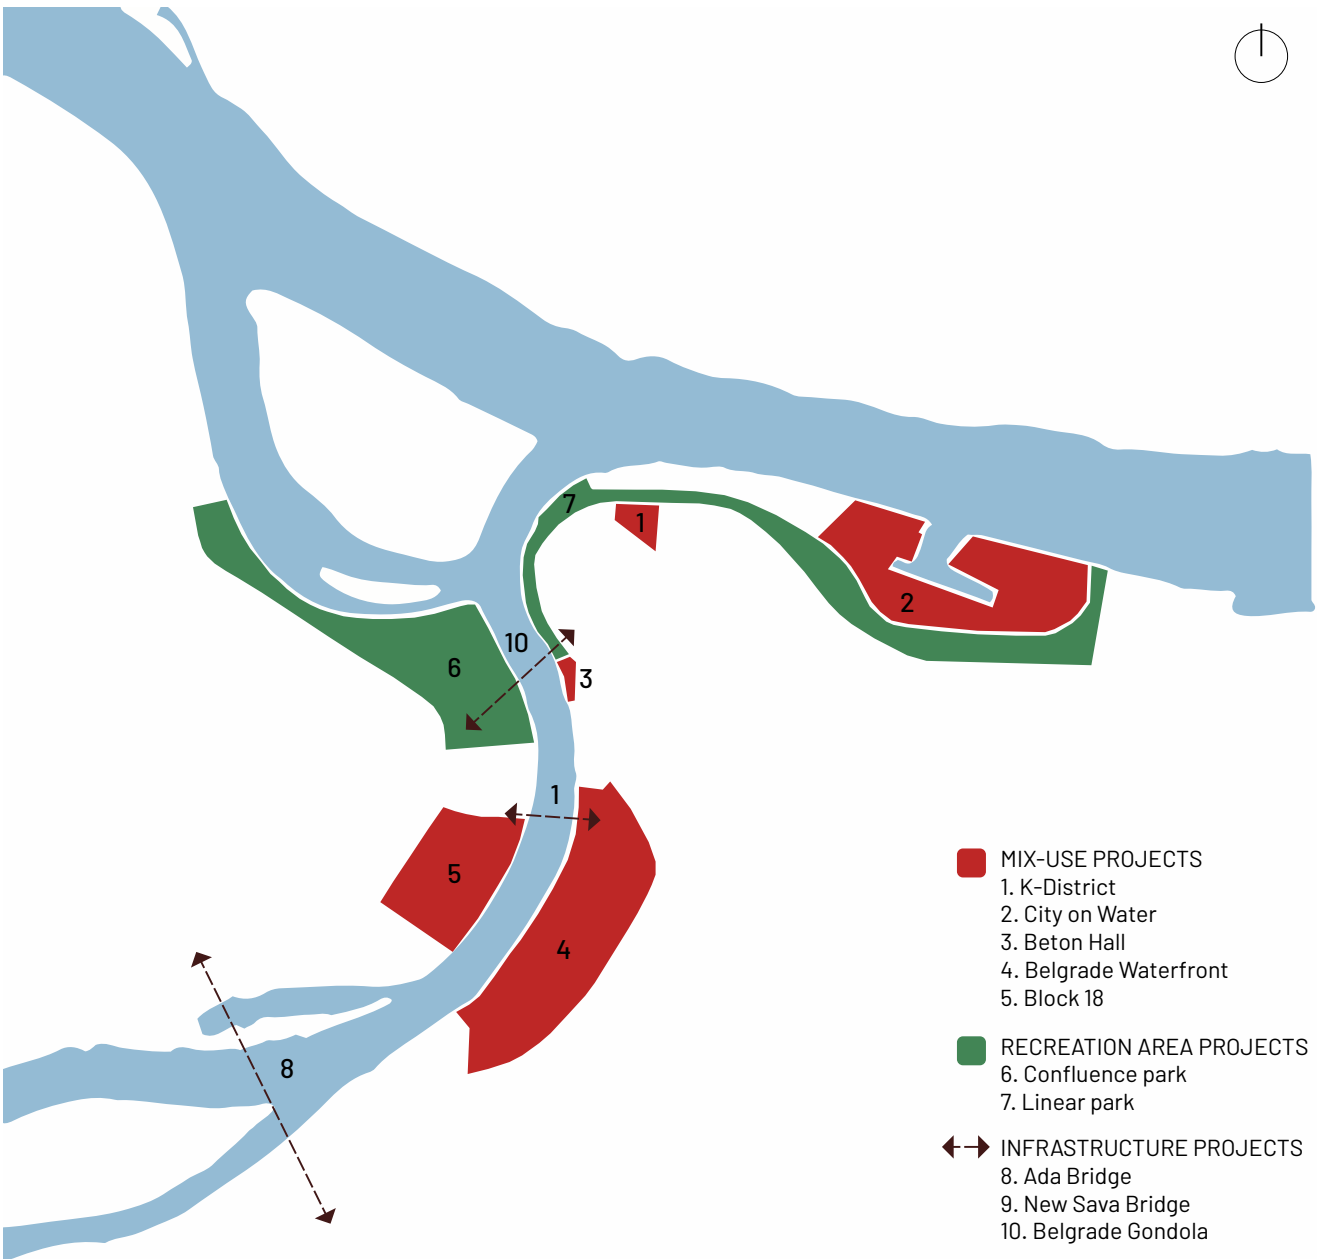 7
1
2
10
6
3
1
5
4
8
MIX-USE PROJECTS
1. K-District
2. City on Water
3. Beton Hall
4. Belgrade Waterfront
5. Block 18
RECREATION AREA PROJECTS
6. Confluence park
7. Linear park
INFRASTRUCTURE PROJECTS
8. Ada Bridge
9. New Sava Bridge
10. Belgrade Gondola